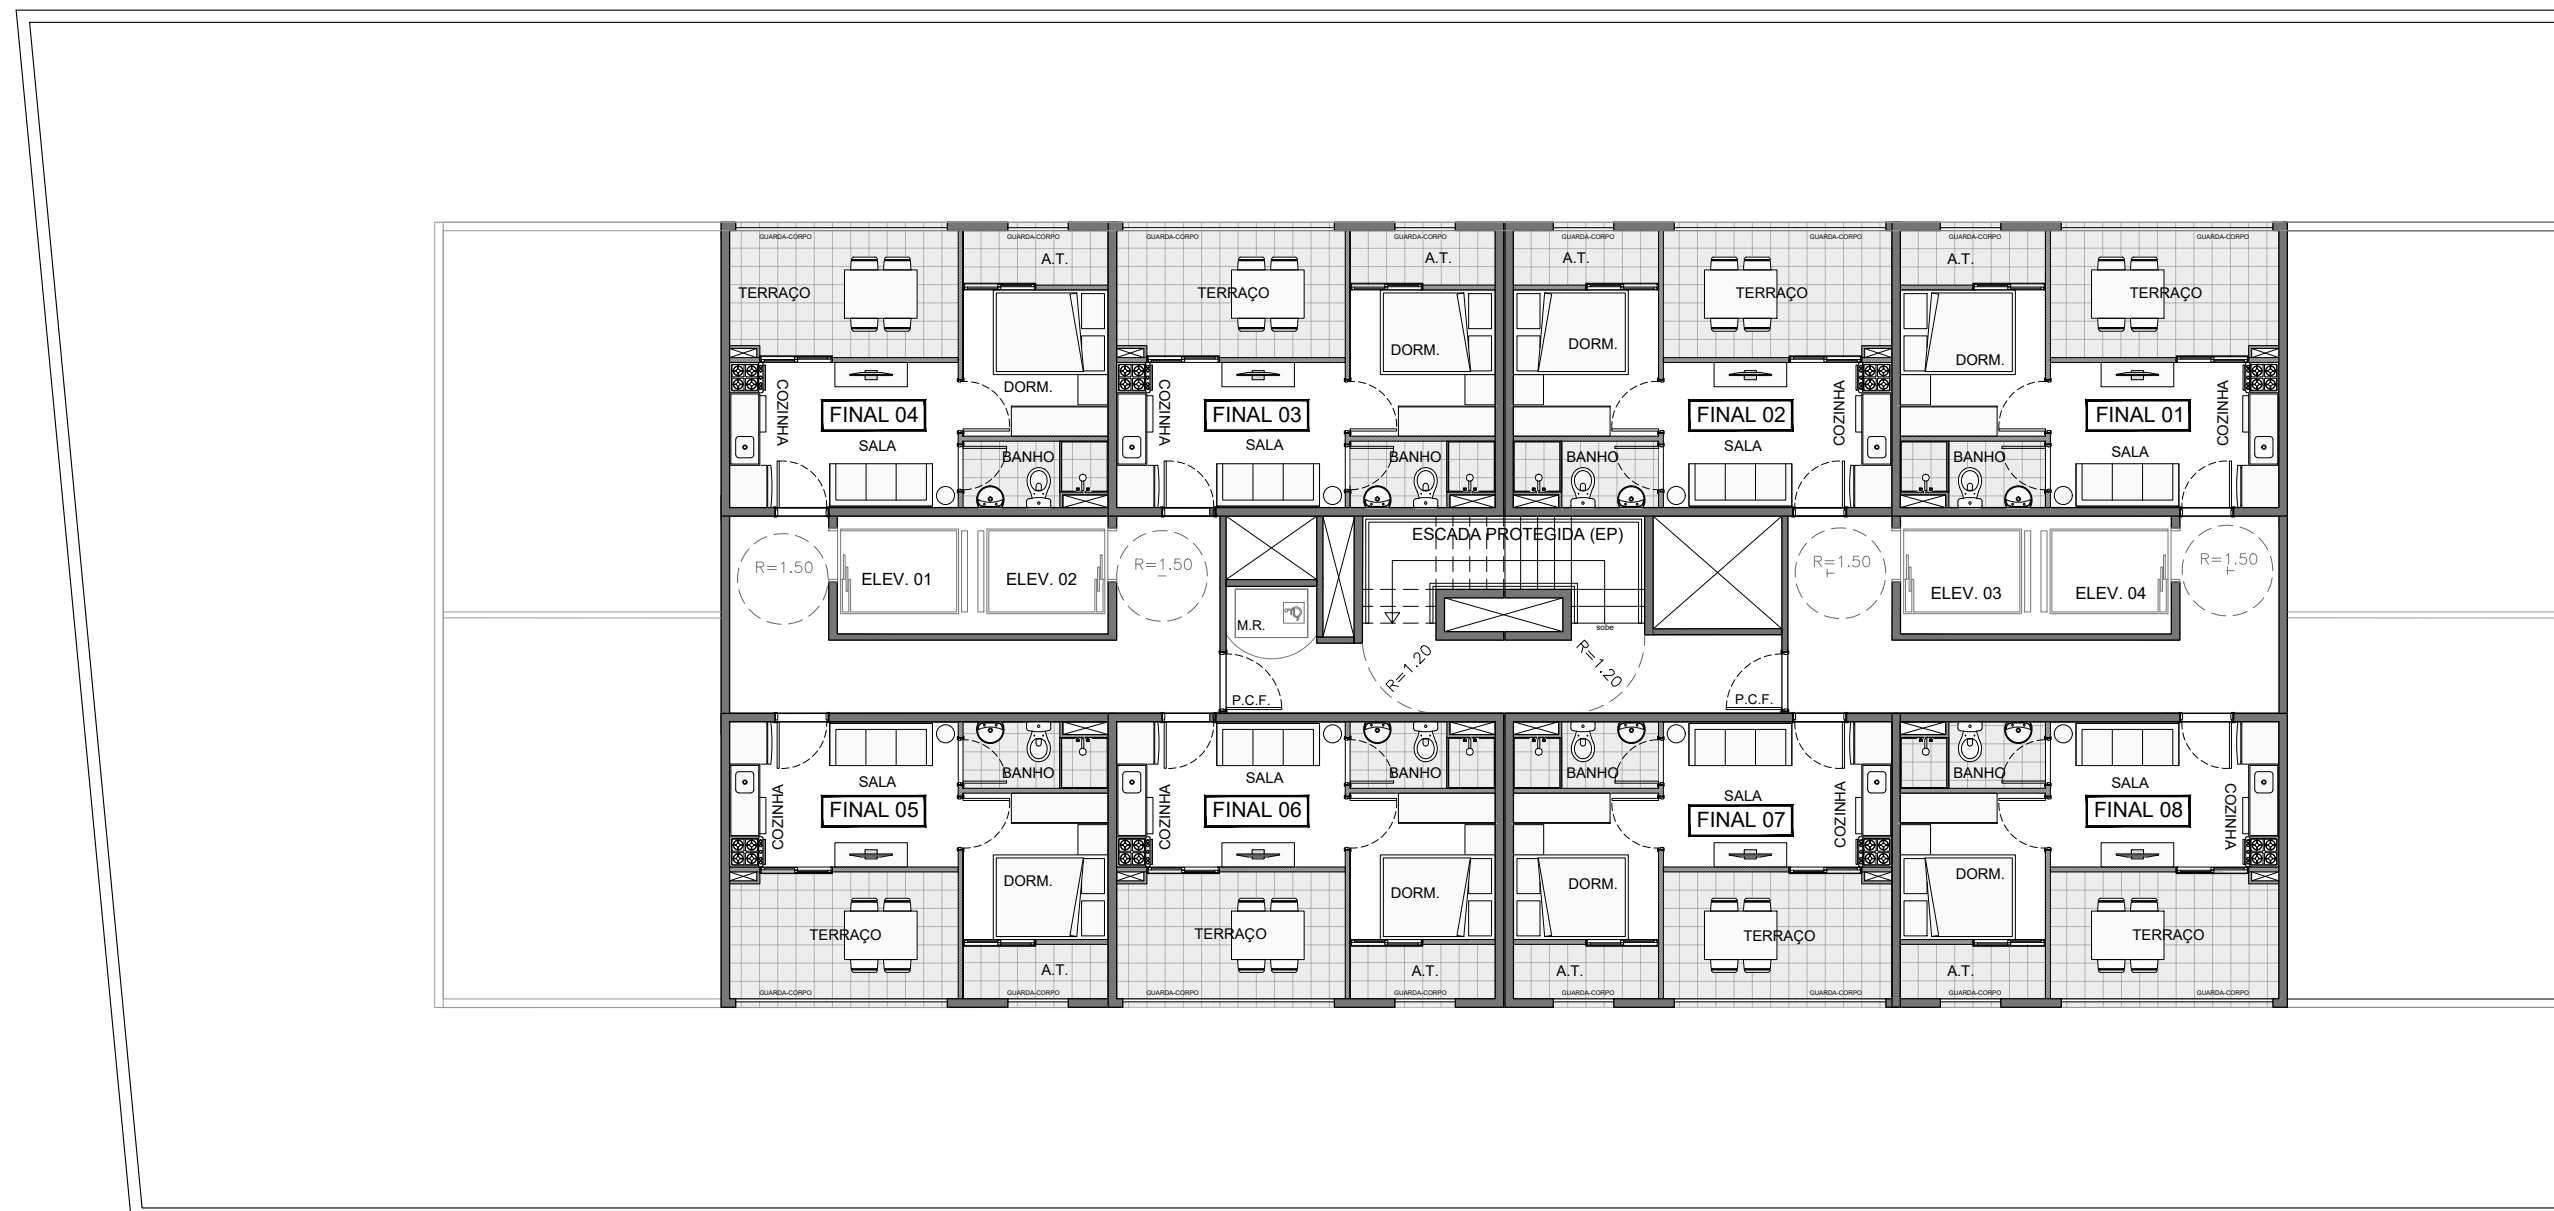 GUARDA-CORPO GUARDA-CORPO GUARDA-CORPO GUARDA-CORPO GUARDA-CORPO GUARDA-CORPO GUARDA-CORPO GUARDA-CORPO
A.T. A.T. A.T. A.T.
TERRAÇO TERRAÇO TERRAÇO TERRAÇO
DORM. DORM. DORM. DORM.
COZINHA COZINHA COZINHA COZINHA
FINAL 04 FINAL 03 FINAL 02 FINAL 01
SALA SALA SALA SALA
BANHO BANHO BANHO BANHO
ESCADA PROTEGIDA (EP)
R=1.50 ELEV. 01 ELEV. 02 R=1.50 R=1.50 ELEV. 03 ELEV. 04 R=1.50
M.R. sobe
R=1.20 R=1.20
P.C.F. P.C.F.
BANHO BANHO BANHO BANHO
SALA SALA SALA SALA
FINAL 05 FINAL 06 FINAL 07 FINAL 08
COZINHA COZINHA COZINHA COZINHA
DORM. DORM. DORM. DORM.
TERRAÇO TERRAÇO TERRAÇO TERRAÇO
A.T. A.T. A.T. A.T.
GUARDA-CORPO GUARDA-CORPO GUARDA-CORPO GUARDA-CORPO GUARDA-CORPO GUARDA-CORPO GUARDA-CORPO GUARDA-CORPO